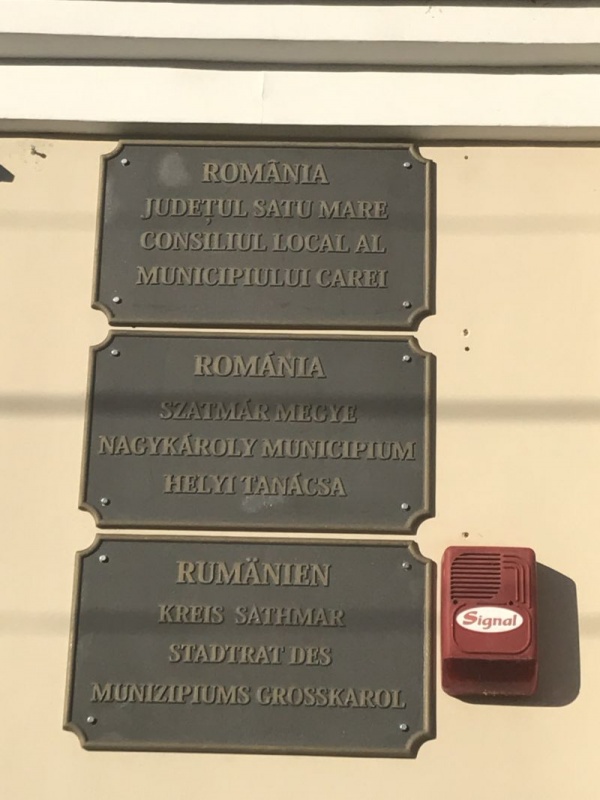 ROMÂNIA
JUDEȚUL SATU MARE
CONSILIUL LOCAL AL
MUNICIPIULUI CAREI
ROMÁNIA
SZATMÁR MEGYE
NAGYKÁROLY MUNICIPIUM
HELYI TANÁCSA
RUMÄNIEN
KREIS SATHMAR
STADTRAT DES
MUNIZIPIUMS GROSSKAROL
Signal